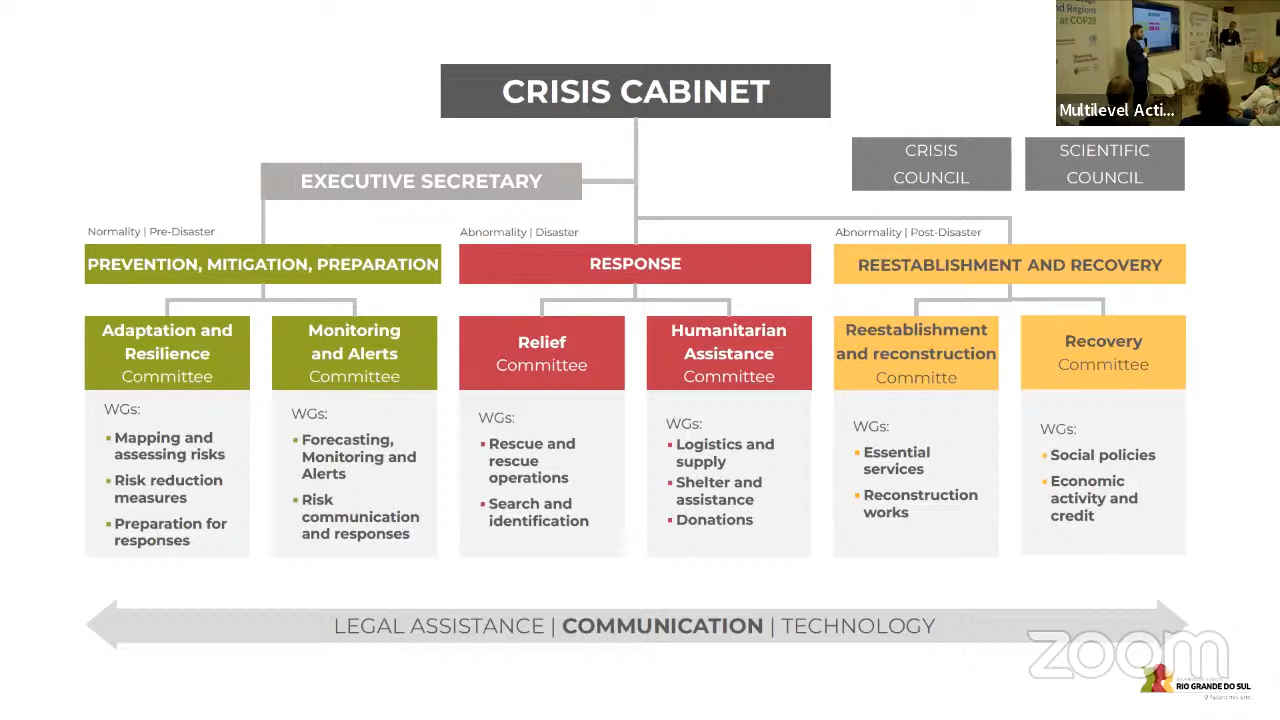 CRISIS CABINET
and Regions
at COP28
Multilevel Acti...
EXECUTIVE SECRETARY
CRISIS
COUNCIL
SCIENTIFIC
COUNCIL
Normality | Pre-Disaster
PREVENTION, MITIGATION, PREPARATION
Abnormality | Disaster
RESPONSE
Abnormality | Post-Disaster
REESTABLISHMENT AND RECOVERY
Adaptation and
Resilience
Committee
WGs:
Mapping and
assessing risks
Risk reduction
measures
Preparation for
responses
Monitoring
and Alerts
Committee
WGs:
Forecasting,
Monitoring and
Alerts
Risk
communication
and responses
Relief
Committee
WGs:
Rescue and
rescue
operations
Search and
identification
Humanitarian
Assistance
Committee
WGs:
Logistics and
supply
Shelter and
assistance
Donations
Reestablishment
and reconstruction
Committe
WGs:
Essential
services
Reconstruction
works
Recovery
Committee
WGs:
Social policies
Economic
activity and
credit
LEGAL ASSISTANCE | COMMUNICATION | TECHNOLOGY
zoom
RIO GRANDE DO SUL